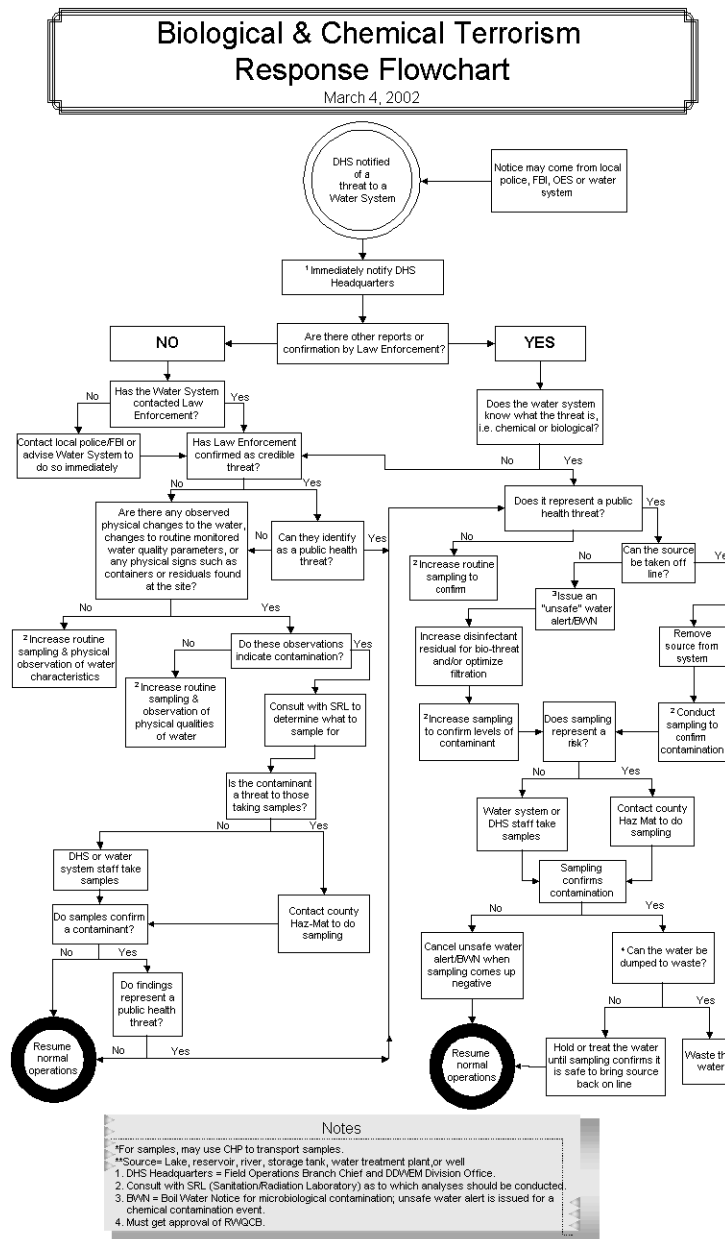 Biological & Chemical Terrorism
Response Flowchart
March 4, 2002
DHS notified
of a
threat to a
Water System
Notice may come from local
police, FBI, OES or water
system
1 Immediately notify DHS
Headquarters
Are there other reports or
confirmation by Law Enforcement?
NO
YES
Has the Water System
contacted Law
Enforcement?
No
Yes
Does the water system
know what the threat is,
i.e. chemical or biological?
Contact local police/FBI or
advise Water System to
do so immediately
Has Law Enforcement
confirmed as credible
threat?
No
Yes
No
Yes
Are there any observed
physical changes to the water,
changes to routine monitored
water quality parameters, or
any physical signs such as
containers or residuals found
at the site?
No
Can they identify
as a public health
threat?
Yes
Does it represent a public
health threat?
No
Yes
2 Increase routine
sampling to
confirm
No
Can the source
be taken off
line?
Ye
3 Issue an
"unsafe" water
alert/BWN
No
Yes
2 Increase routine
sampling & physical
observation of water
characteristics
No
Do these observations
indicate contamination?
Yes
Increase disinfectant
residual for bio-threat
and/or optimize
filtration
Remove
source from
system
2 Increase routine
sampling &
observation of
physical qualities
of water
Consult with SRL to
determine what to
sample for
2 Increase sampling
to confirm levels of
contaminant
Does sampling
represent a
risk?
2 Conduct
sampling to
confirm
contamination
No
Yes
Is the contaminant
a threat to those
taking samples?
No
Yes
Water system or
DHS staff take
samples
Contact county
Haz Mat to do
sampling
DHS or water
system staff take
samples
Sampling
confirms
contamination
Contact county
Haz-Mat to do
sampling
Do samples confirm
a contaminant?
No
Yes
No
Yes
Cancel unsafe water
alert/BWN when
sampling comes up
negative
* Can the water be
dumped to waste?
No
Yes
Do findings
represent a
public health
threat?
No
Yes
Resume
normal
operations
Resume
normal
operations
Hold or treat the water
until sampling confirms it
is safe to bring source
back on line
Waste th
water
Notes
*For samples, may use CHP to transport samples.
**Source= Lake, reservoir, river, storage tank, water treatment plant,or well
1. DHS Headquarters = Field Operations Branch Chief and DDWEM Division Office.
2. Consult with SRL (Sanitation/Radiation Laboratory) as to which analyses should be conducted.
3. BWN = Boil Water Notice for microbiological contamination; unsafe water alert is issued for a
chemical contamination event.
4. Must get approval of RWQCB.